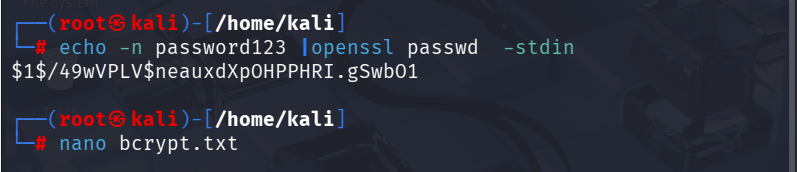 ┌──(root㉿kali)-[/home/kali]
└─# echo -n password123 |openssl passwd  -stdin
$1$/49wVPLV$neauxdXpOHPPHRI.gSwbO1
┌──(root㉿kali)-[/home/kali]
└─# nano bcrypt.txt